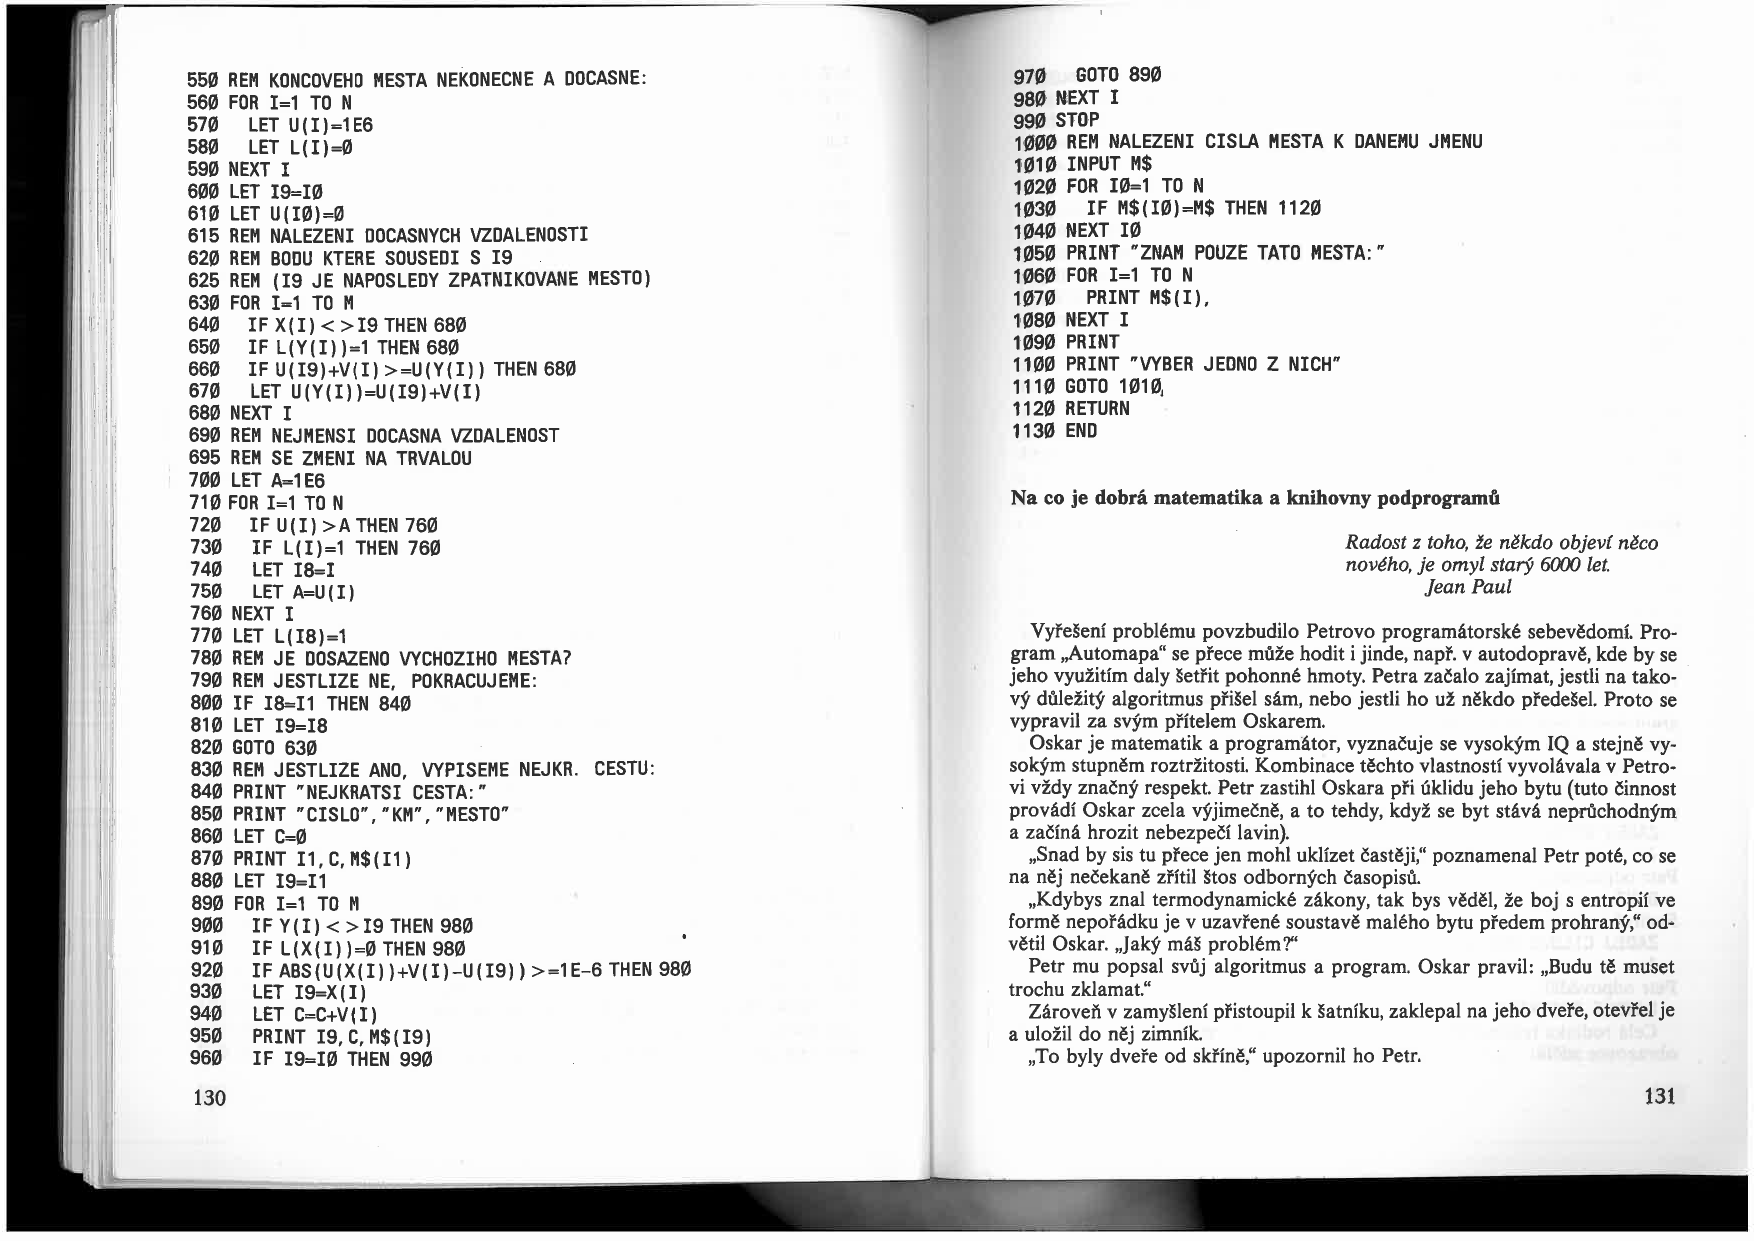 550 REM KONCOVEHO MESTA NEKONECNE A DOCASNE:
560 FOR I=1 TO N
570   LET U(I)=1E6
580   LET L(I)=0
590 NEXT I
600 LET I9=I0
610 LET U(I0)=0
615 REM NALEZENI DOCASNYCH VZDALENOSTI
620 REM BODU KTERE SOUSEDI S I9
625 REM (I9 JE NAPOSLEDY ZPATNIKOVANE MESTO)
630 FOR I=1 TO M
640   IF X(I)<>I9 THEN 680
650   IF L(Y(I))=1 THEN 680
660   IF U(I9)+V(I)>=U(Y(I)) THEN 680
670   LET U(Y(I))=U(I9)+V(I)
680 NEXT I
690 REM NEJMENSI DOCASNA VZDALENOST
695 REM SE ZMENI NA TRVALOU
700 LET A=1E6
710 FOR I=1 TO N
720   IF U(I)>A THEN 760
730   IF L(I)=1 THEN 760
740   LET I8=I
750   LET A=U(I)
760 NEXT I
770 LET L(I8)=1
780 REM JE DOSAZENO VYCHOZIHO MESTA?
790 REM JESTLIZE NE, POKRACUJEME:
800 IF I8=I1 THEN 840
810 LET I9=I8
820 GOTO 630
830 REM JESTLIZE ANO, VYPISEME NEJKR. CESTU:
840 PRINT "NEJKRATSI CESTA:"
850 PRINT "CISLO","KM","MESTO"
860 LET C=0
870 PRINT I1,C,M$(I1)
880 LET I9=I1
890 FOR I=1 TO M
900   IF Y(I)<>I9 THEN 980
910   IF L(X(I))=0 THEN 980
920   IF ABS(U(X(I))+V(I)-U(I9))>=1E-6 THEN 980
930   LET I9=X(I)
940   LET C=C+V(I)
950   PRINT I9,C,M$(I9)
960   IF I9=I0 THEN 990
130
970   GOTO 890
980 NEXT I
990 STOP
1000 REM NALEZENI CISLA MESTA K DANEMU JMENU
1010 INPUT M$
1020 FOR I0=1 TO N
1030   IF M$(I0)=M$ THEN 1120
1040 NEXT I0
1050 PRINT "ZNAM POUZE TATO MESTA:"
1060 FOR I=1 TO N
1070   PRINT M$(I),
1080 NEXT I
1090 PRINT
1100 PRINT "VYBER JEDNO Z NICH"
1110 GOTO 1010
1120 RETURN
1130 END
Na co je dobrá matematika a knihovny podprogramů
Radost z toho, že někdo objeví něco
nového, je omyl starý 6000 let.
Jean Paul
Vyřešení problému povzbudilo Petrovo programátorské sebevědomí. Pro-
gram „Automapa“ se přece může hodit i jinde, např. v autodopravě, kde by se
jeho využitím daly šetřit pohonné hmoty. Petra začalo zajímat, jestli na tako-
vý důležitý algoritmus přišel sám, nebo jestli ho už někdo předešel. Proto se
vypravil za svým přítelem Oskarem.
Oskar je matematik a programátor, vyznačuje se vysokým IQ a stejně vy-
sokým stupněm roztržitosti. Kombinace těchto vlastností vyvolávala v Petro-
vi vždy značný respekt. Petr zastihl Oskara při úklidu jeho bytu (tuto činnost
provádí Oskar zcela výjimečně, a to tehdy, když se byt stává neprůchodným
a začíná hrozit nebezpečí lavin).
„Snad by sis tu přece jen mohl uklízet častěji,“ poznamenal Petr poté, co se
na něj nečekaně zřítil štos odborných časopisů.
„Kdybys znal termodynamické zákony, tak bys věděl, že boj s entropií ve
formě nepořádku je v uzavřené soustavě malého bytu předem prohraný,“ od-
větil Oskar. „Jaký máš problém?“
Petr mu popsal svůj algoritmus a program. Oskar pravil: „Budu tě muset
trochu zklamat.“
Zároveň v zamyšlení přistoupil k šatníku, zaklepal na jeho dveře, otevřel je
a uložil do něj zimník.
„To byly dveře od skříně,“ upozornil ho Petr.
131